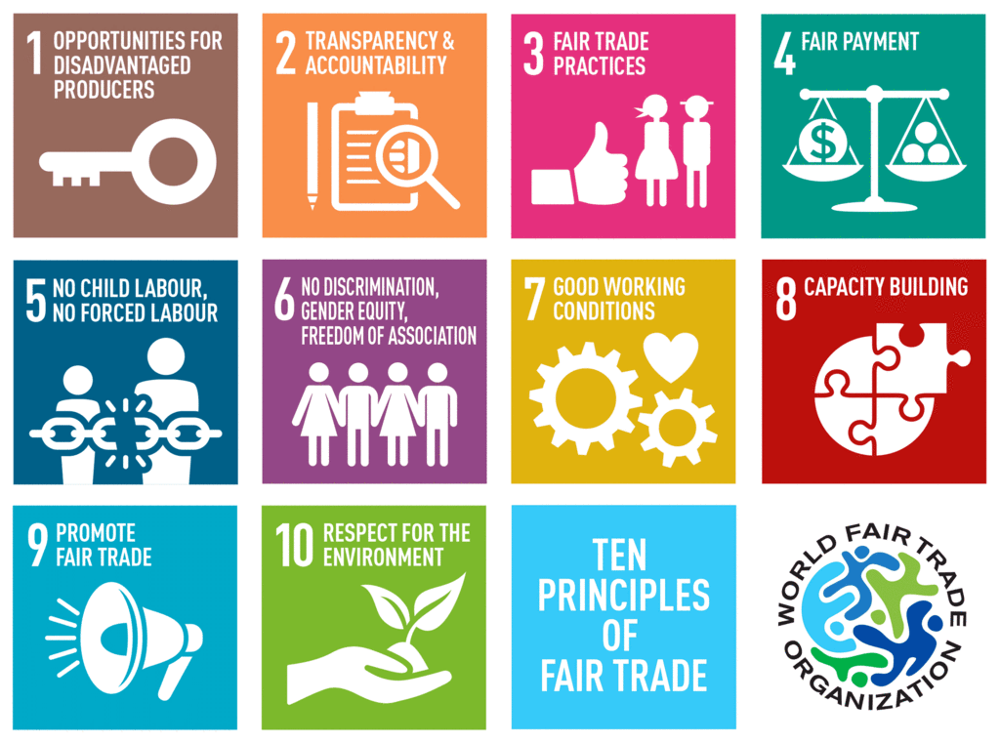 1 OPPORTUNITIES FOR
DISADVANTAGED
PRODUCERS
2 TRANSPARENCY &
ACCOUNTABILITY
3 FAIR TRADE
PRACTICES
4 FAIR PAYMENT
$
5 NO CHILD LABOUR,
NO FORCED LABOUR
6 NO DISCRIMINATION,
GENDER EQUITY,
FREEDOM OF ASSOCIATION
7 GOOD WORKING
CONDITIONS
8 CAPACITY BUILDING
9 PROMOTE
FAIR TRADE
10 RESPECT FOR THE
ENVIRONMENT
TEN
PRINCIPLES
OF
FAIR TRADE
WORLD FAIR TRADE
ORGANIZATION